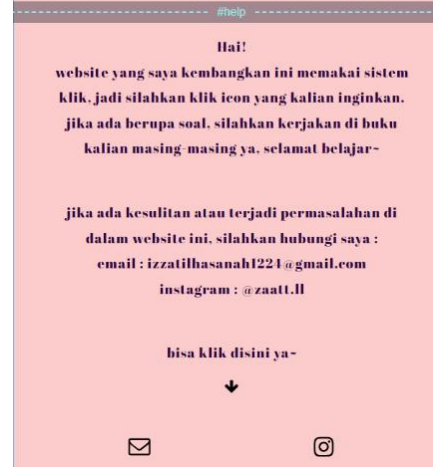 #help
Hai!
website yang saya kembangkan ini memakai sistem
klik, jadi silahkan klik icon yang kalian inginkan.
jika ada berupa soal, silahkan kerjakan di buku
kalian masing-masing ya, selamat belajar~
jika ada kesulitan atau terjadi permasalahan di
dalam website ini, silahkan hubungi saya :
email : izzatilhasanah1224@gmail.com
instagram : @zaatt.ll
bisa klik disini ya~